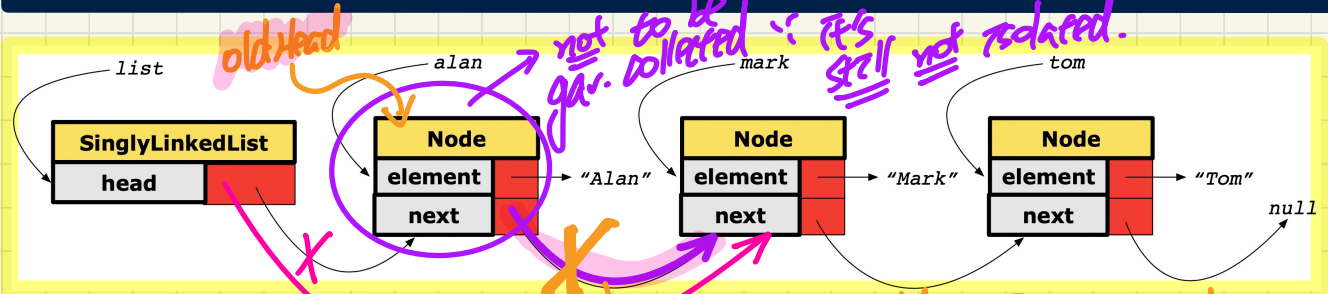 not to be
gar. collected ∵ it's
still not isolated.
oldHead
list
alan
mark
tom
SinglyLinkedList
head
Node
element
next
"Alan"
Node
element
next
"Mark"
Node
element
next
"Tom"
null